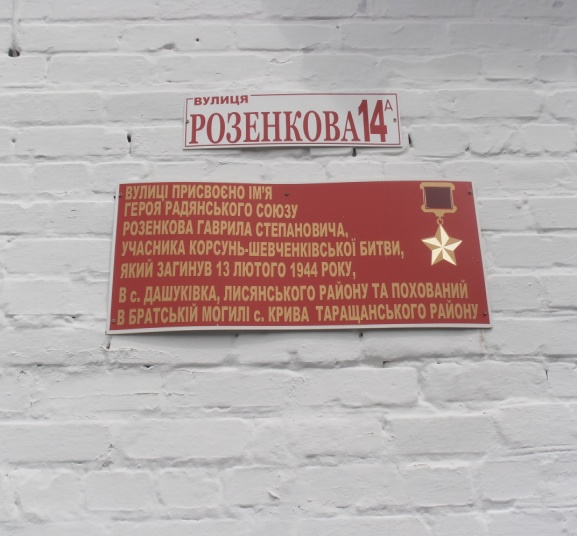 ВУЛИЦЯ
РОЗЕНКОВА 14А
ВУЛИЦІ ПРИСВОЄНО ІМ'Я
ГЕРОЯ РАДЯНСЬКОГО СОЮЗУ
РОЗЕНКОВА ГАВРИЛА СТЕПАНОВИЧА,
УЧАСНИКА КОРСУНЬ-ШЕВЧЕНКІВСЬКОЇ БИТВИ,
ЯКИЙ ЗАГИНУВ 13 ЛЮТОГО 1944 РОКУ,
В с. ДАШУКІВКА, ЛИСЯНСЬКОГО РАЙОНУ ТА ПОХОВАНИЙ
В БРАТСЬКІЙ МОГИЛІ с. КРИВА ТАРАЩАНСЬКОГО РАЙОНУ